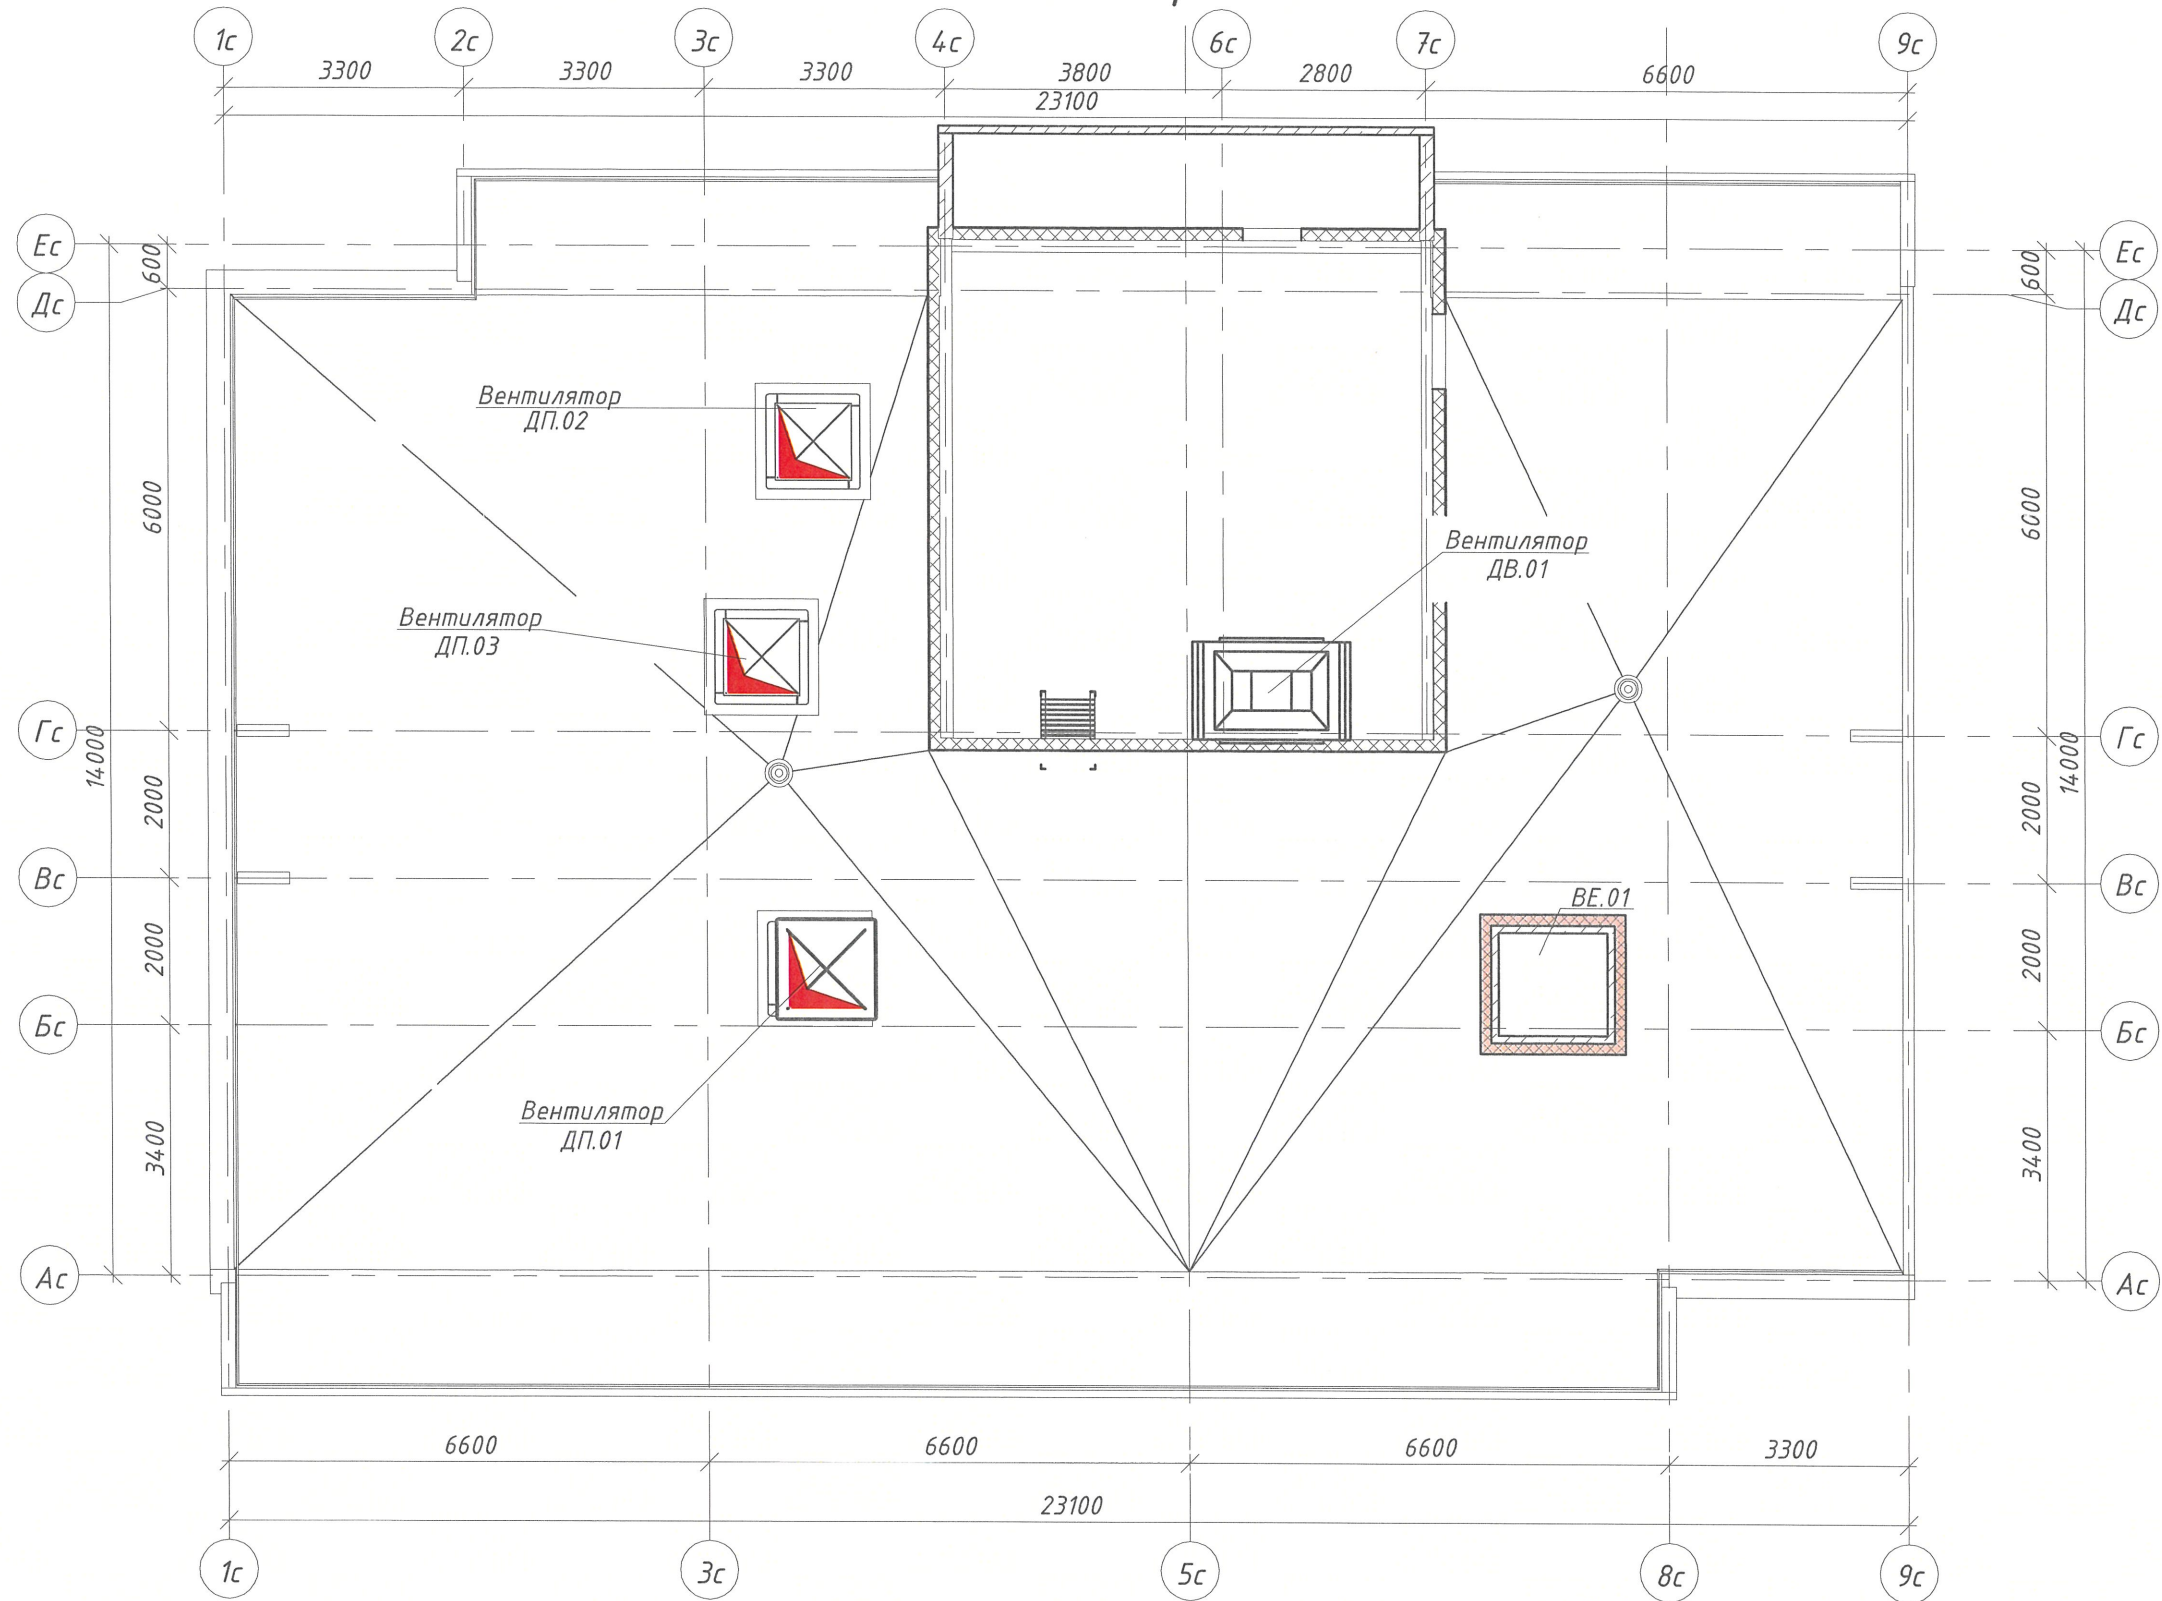 1с 2с 3с 4с 6с 7с 9с
3300 3300 3300 3800 2800 6600
23100
Ес Ес
600 600
Дс Дс
Вентилятор
ДП.02
6000 6000
Вентилятор
ДВ.01
Вентилятор
ДП.03
Гс Гс
14000 14000
2000 2000
Вс Вс
ВЕ.01
2000 2000
Бс Бс
Вентилятор
ДП.01
3400 3400
Ас Ас
6600 6600 6600 3300
23100
1с 3с 5с 8с 9с